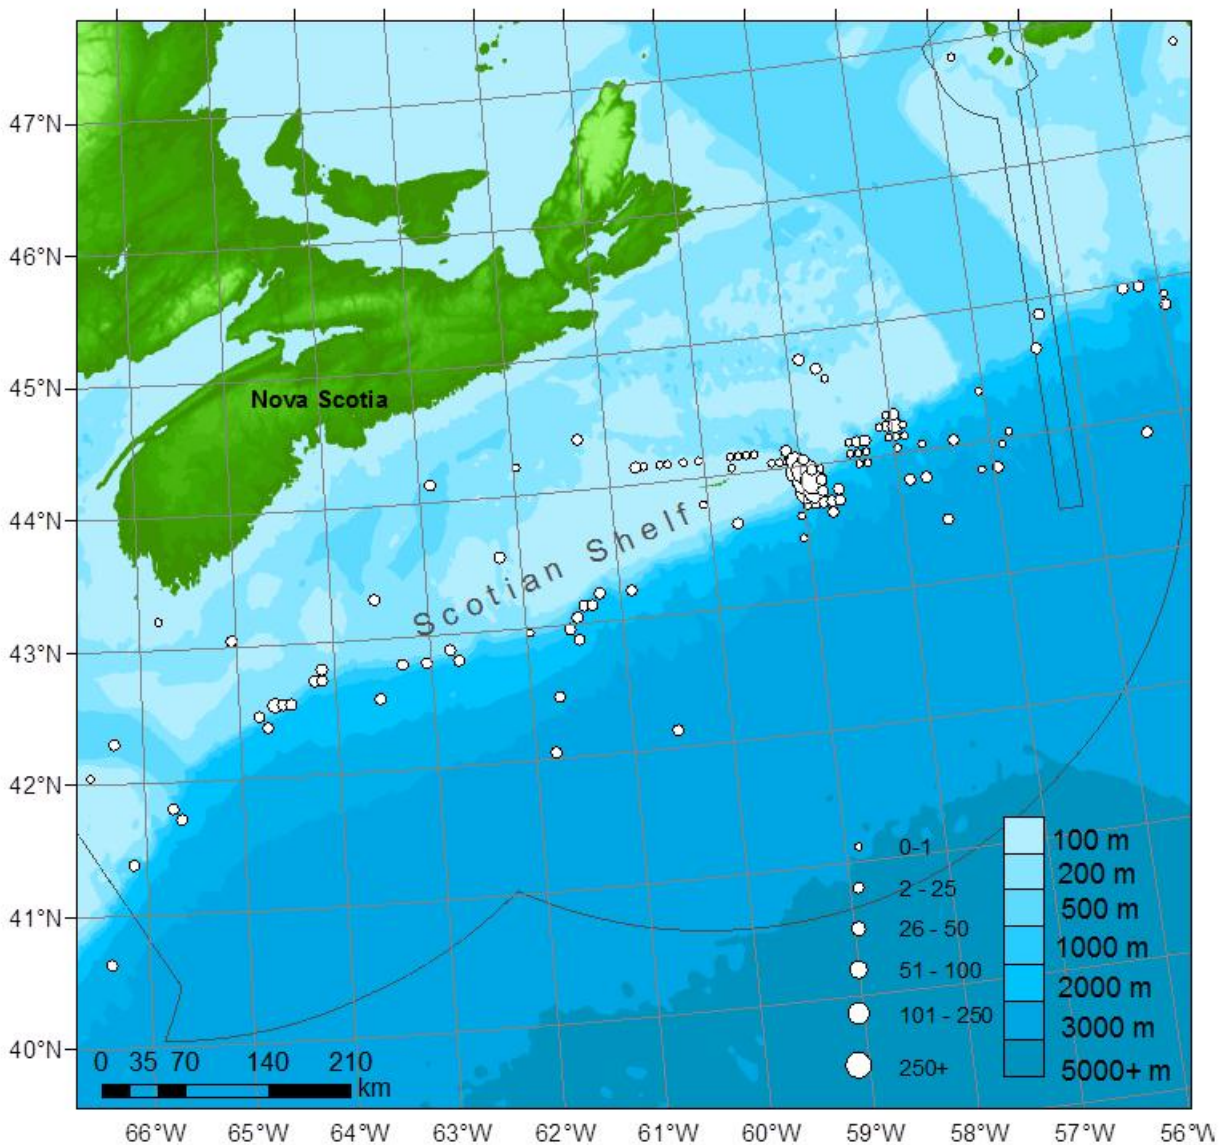 47°N
46°N
45°N
Nova Scotia
44°N
Scotian Shelf
43°N
42°N
41°N
40°N
0-1
2 - 25
26 - 50
51 - 100
101 - 250
250+
100 m
200 m
500 m
1000 m
2000 m
3000 m
5000+ m
0 35 70 140 210
km
66°W 65°W 64°W 63°W 62°W 61°W 60°W 59°W 58°W 57°W 56°W